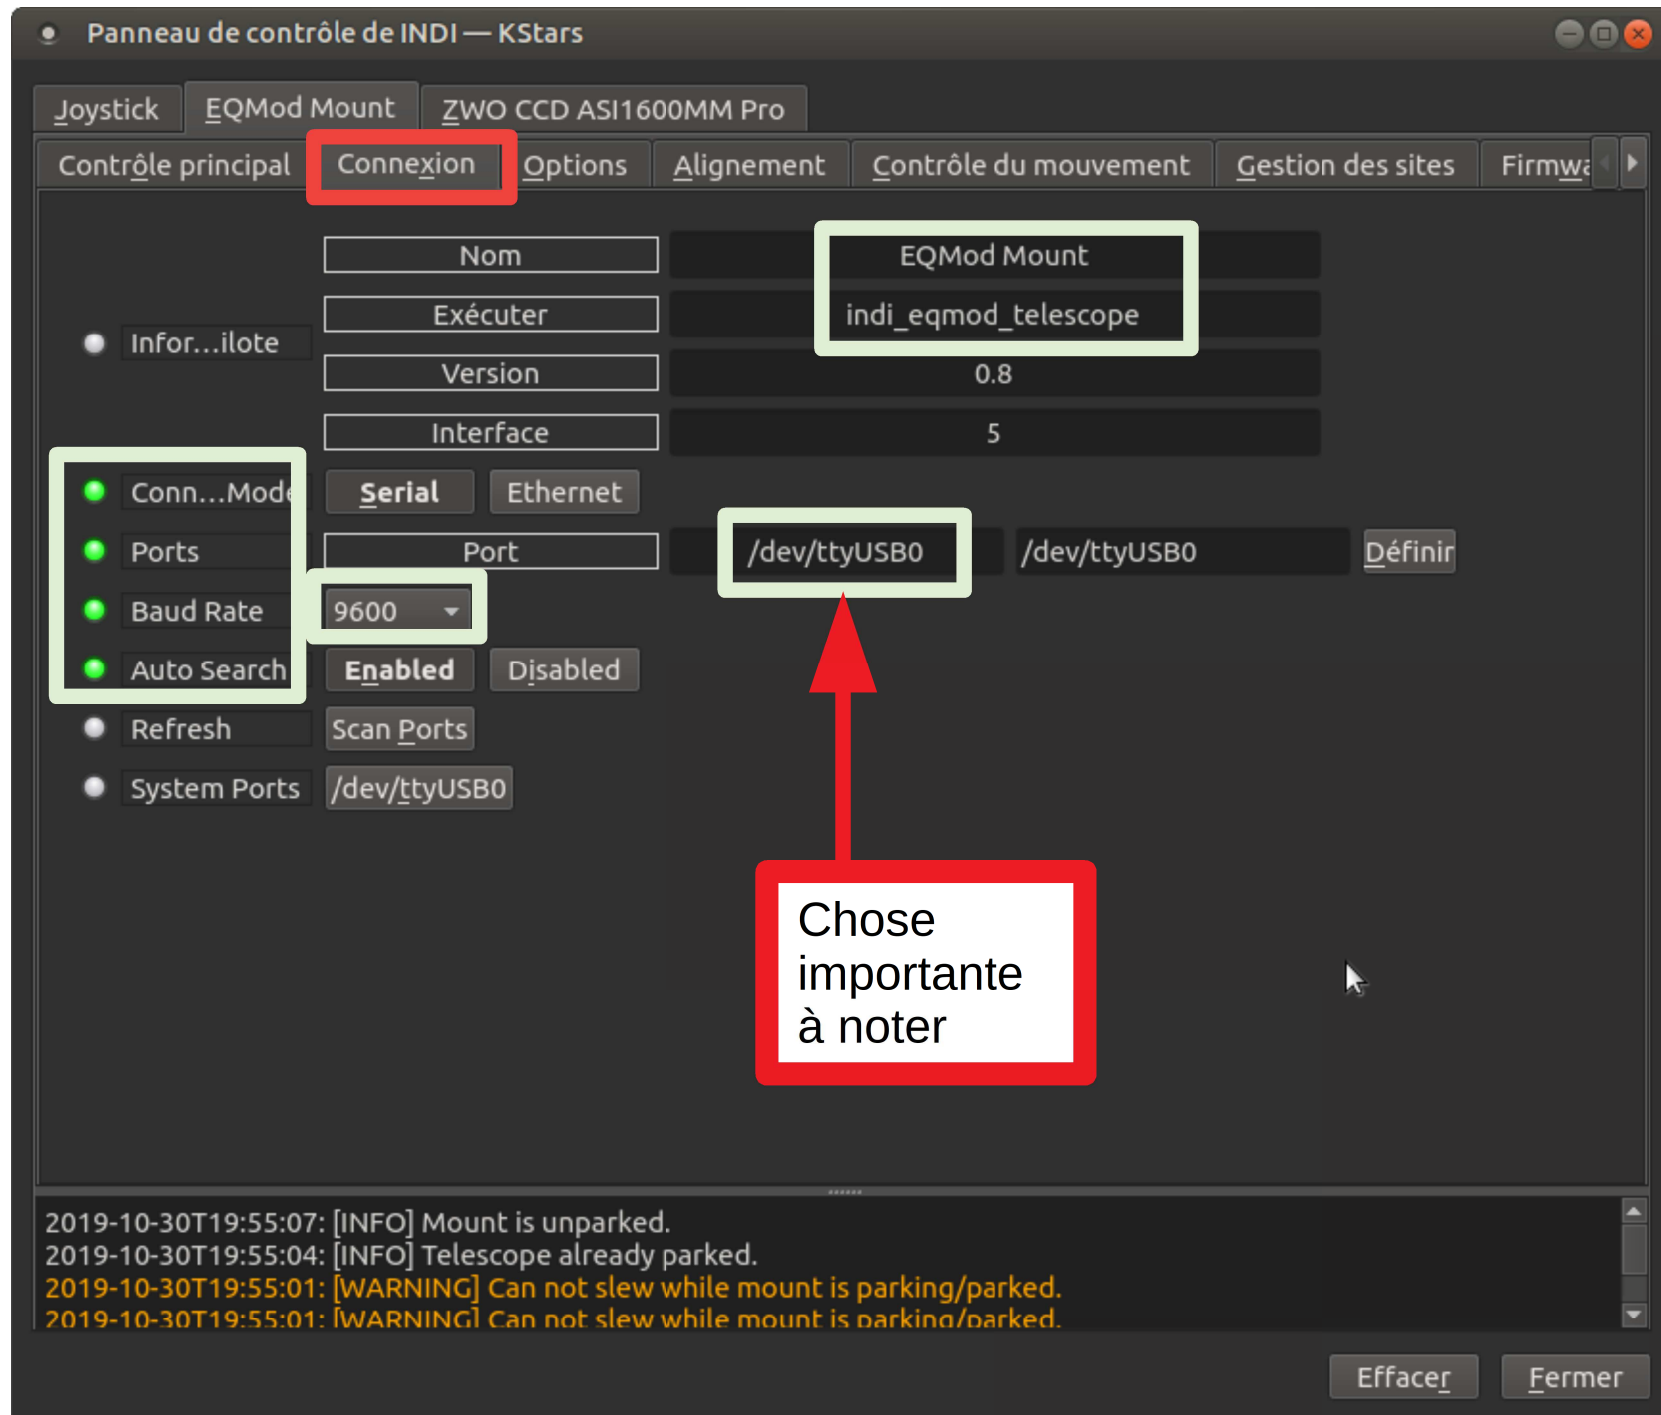 Panneau de contrôle de INDI — KStars
Joystick EQMod Mount ZWO CCD ASI1600MM Pro
Contrôle principal Connexion Options Alignement Contrôle du mouvement Gestion des sites Firmwa
Nom EQMod Mount
Exécuter indi_eqmod_telescope
Infor...ilote
Version 0.8
Interface 5
Conn...Mode Serial Ethernet
Ports Port /dev/ttyUSB0 /dev/ttyUSB0 Définir
Baud Rate 9600
Auto Search Enabled Disabled
Refresh Scan Ports
System Ports /dev/ttyUSB0
Chose
importante
à noter
2019-10-30T19:55:07: [INFO] Mount is unparked.
2019-10-30T19:55:04: [INFO] Telescope already parked.
2019-10-30T19:55:01: [WARNING] Can not slew while mount is parking/parked.
2019-10-30T19:55:01: [WARNING] Can not slew while mount is parking/parked.
Effacer Fermer